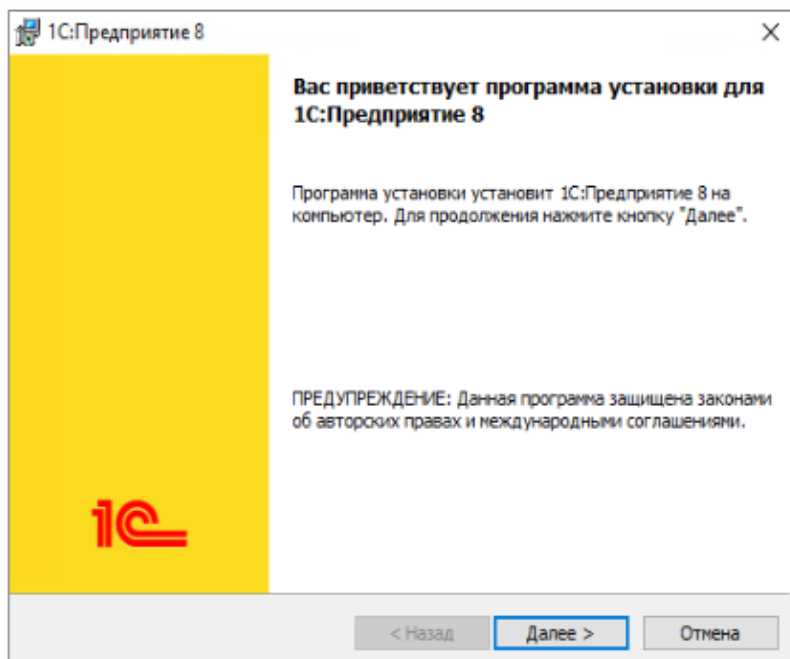 1С:Предприятие 8
Вас приветствует программа установки для
1С:Предприятие 8
Программа установки установит 1С:Предприятие 8 на
компьютер. Для продолжения нажмите кнопку "Далее".
ПРЕДУПРЕЖДЕНИЕ: Данная программа защищена законами
об авторских правах и международными соглашениями.
1С
< Назад
Далее >
Отмена